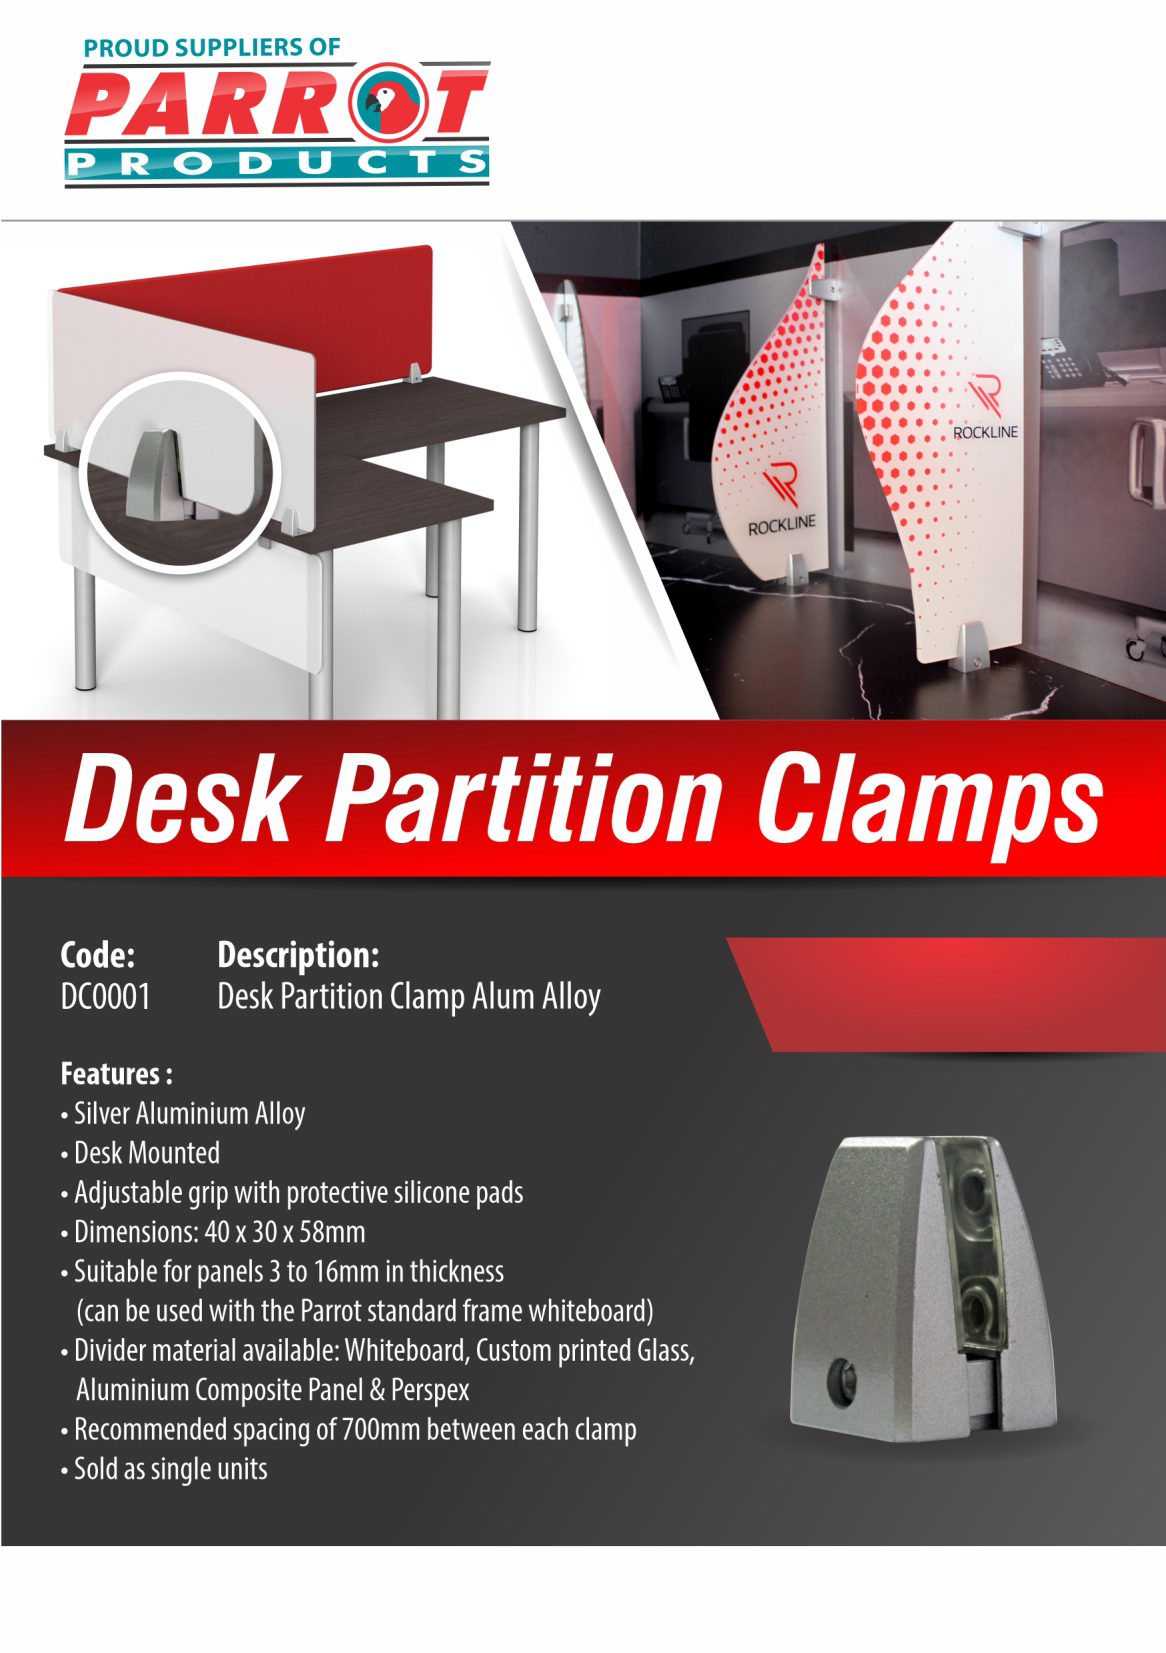 PROUD SUPPLIERS OF
PARROT
PRODUCTS
ROCKLINE
ROCKLINE
Desk Partition Clamps
Code: Description:
DC0001 Desk Partition Clamp Alum Alloy
Features :
• Silver Aluminium Alloy
• Desk Mounted
• Adjustable grip with protective silicone pads
• Dimensions: 40 x 30 x 58mm
• Suitable for panels 3 to 16mm in thickness
(can be used with the Parrot standard frame whiteboard)
• Divider material available: Whiteboard, Custom printed Glass,
Aluminium Composite Panel & Perspex
• Recommended spacing of 700mm between each clamp
• Sold as single units